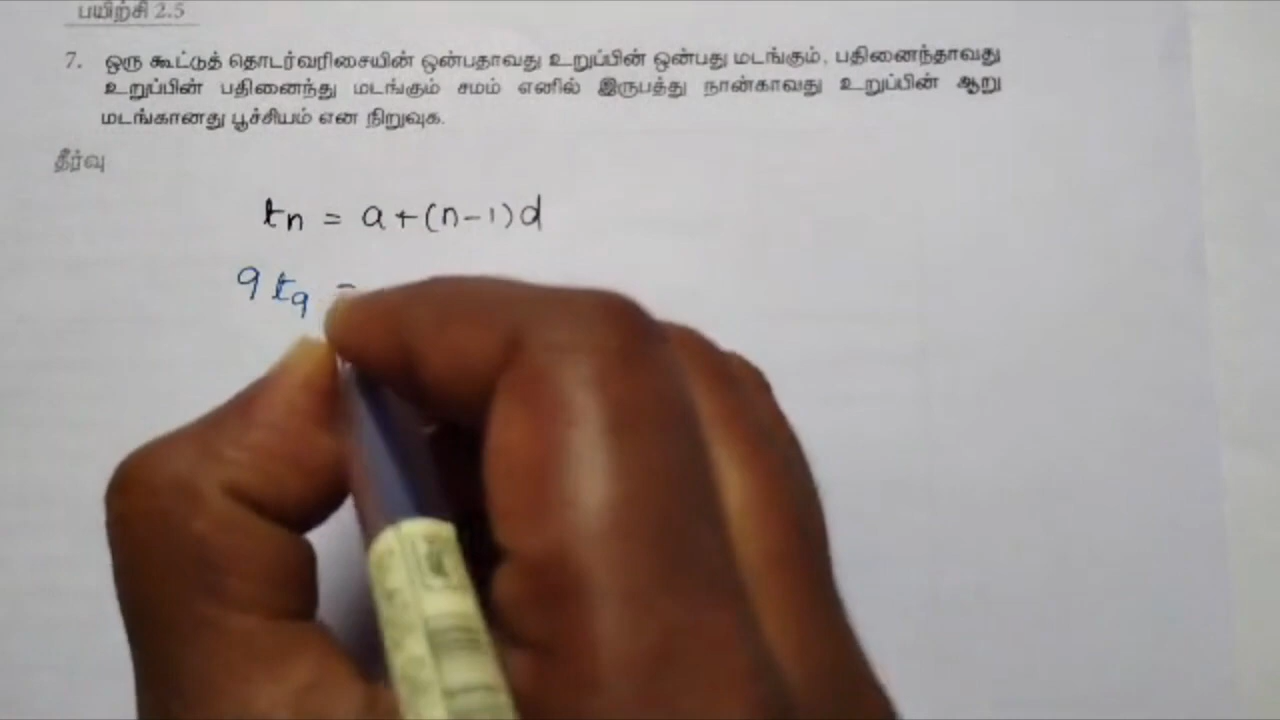 பயிற்சி 2.5
7. ஒரு கூட்டுத் தொடர்வரிசையின் ஒன்பதாவது உறுப்பின் ஒன்பது மடங்கும், பதினைந்தாவது
உறுப்பின் பதினைந்து மடங்கும் சமம் எனில் இருபத்து நான்காவது உறுப்பின் ஆறு
மடங்கானது பூச்சியம் என நிறுவுக.
தீர்வு
tn = a+(n-1)d
9 t9 =